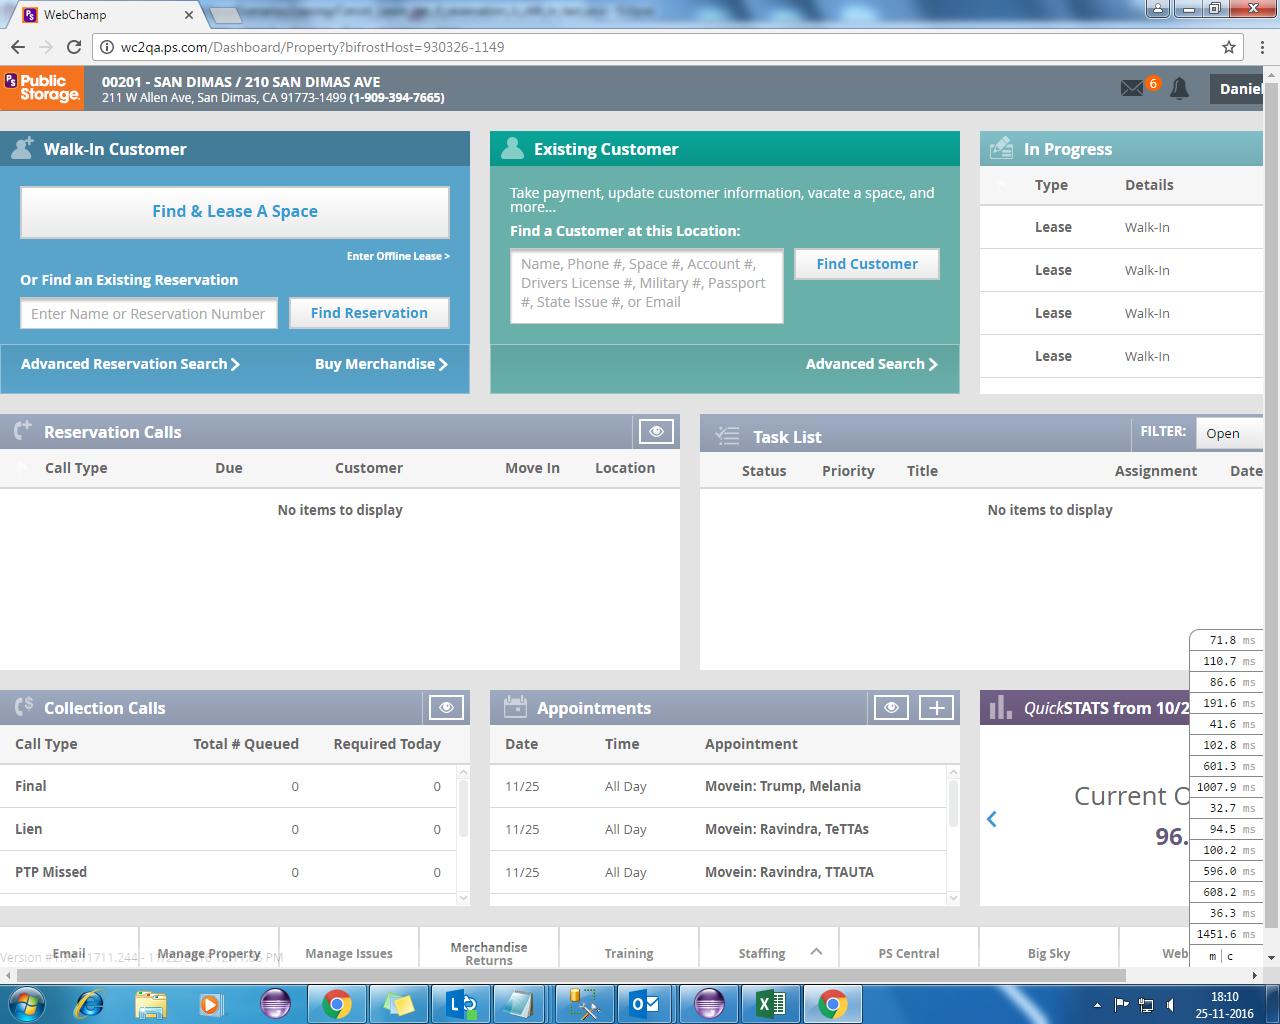 WebChamp
wc2qa.ps.com/Dashboard/Property?bifrostHost=930326-1149
PS Public Storage.
00201 - SAN DIMAS / 210 SAN DIMAS AVE
211 W Allen Ave, San Dimas, CA 91773-1499 (1-909-394-7665)
6
Daniel
Walk-In Customer
Find & Lease A Space
Enter Offline Lease >
Or Find an Existing Reservation
Enter Name or Reservation Number
Find Reservation
Advanced Reservation Search
Buy Merchandise
Existing Customer
Take payment, update customer information, vacate a space, and
more...
Find a Customer at this Location:
Name, Phone #, Space #, Account #,
Drivers License #, Military #, Passport
#, State Issue #, or Email
Find Customer
Advanced Search
In Progress
Type Details
Lease Walk-In
Lease Walk-In
Lease Walk-In
Lease Walk-In
Reservation Calls
Call Type Due Customer Move In Location
No items to display
Task List
FILTER: Open
Status Priority Title Assignment Date
No items to display
Collection Calls
Call Type Total # Queued Required Today
Final 0 0
Lien 0 0
PTP Missed 0 0
Appointments
Date Time Appointment
11/25 All Day Movein: Trump, Melania
11/25 All Day Movein: Ravindra, TeTTAs
11/25 All Day Movein: Ravindra, TTAUTA
QuickSTATS from 10/2
Current O
96.
71.8 ms
110.7 ms
86.6 ms
191.6 ms
41.6 ms
102.8 ms
601.3 ms
1007.9 ms
32.7 ms
94.5 ms
100.2 ms
596.0 ms
608.2 ms
36.3 ms
1451.6 ms
m | c
Email
Manage Property
Manage Issues
Merchandise
Returns
Training
Staffing
PS Central
Big Sky
Web
Version #
18:10
25-11-2016